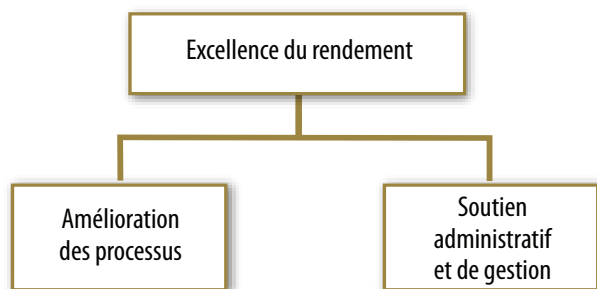 Excellence du rendement
Amélioration
des processus
Soutien
administratif
et de gestion